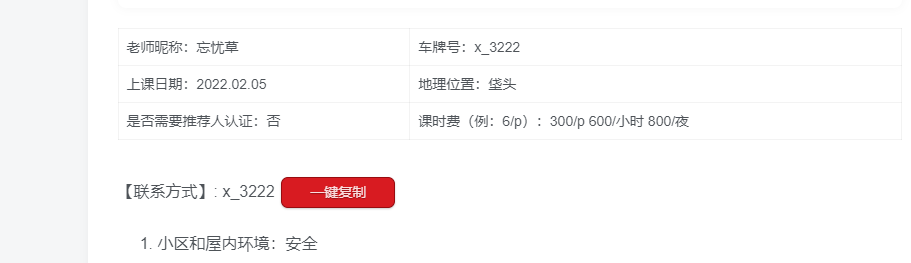 老师昵称：忘忧草
车牌号：x_3222
上课日期：2022.02.05
地理位置：垡头
是否需要推荐人认证：否
课时费（例：6/p）：300/p 600/小时 800/夜
【联系方式】: x_3222 一键复制
1. 小区和屋内环境：安全